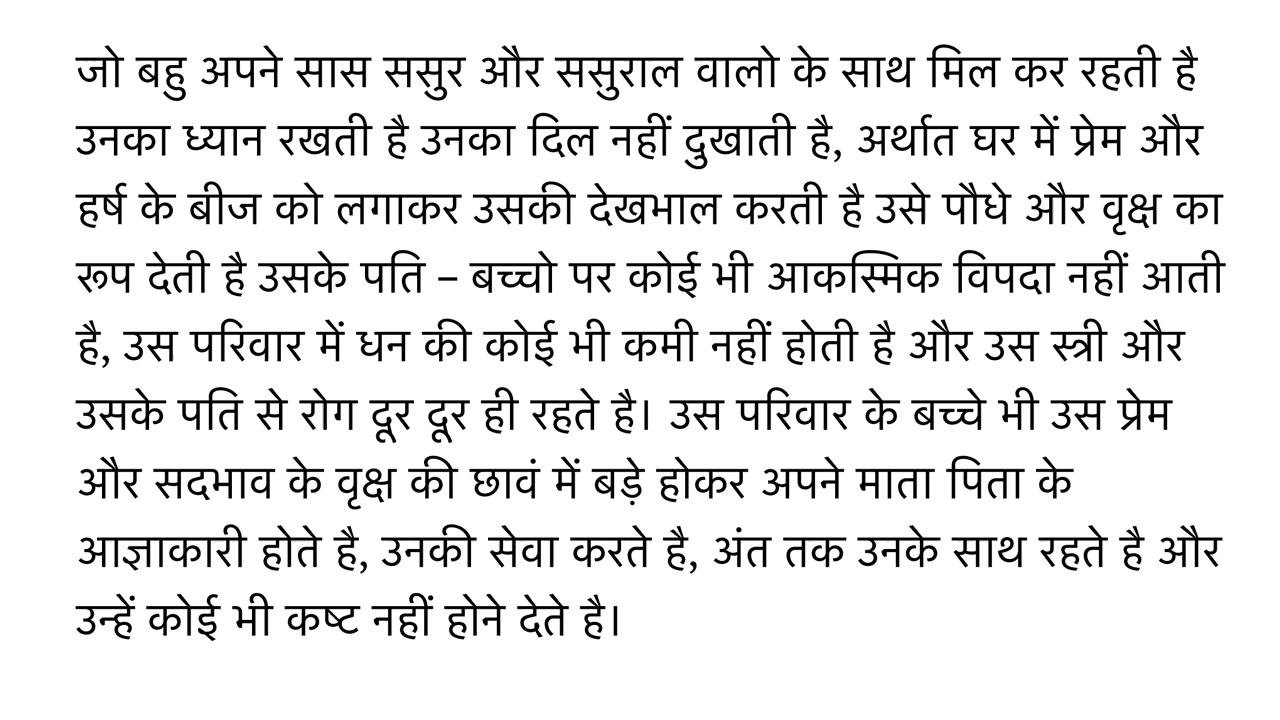 जो बहु अपने सास ससुर और ससुराल वालो के साथ मिल कर रहती है
उनका ध्यान रखती है उनका दिल नहीं दुखाती है, अर्थात घर में प्रेम और
हर्ष के बीज को लगाकर उसकी देखभाल करती है उसे पौधे और वृक्ष का
रूप देती है उसके पति – बच्चो पर कोई भी आकस्मिक विपदा नहीं आती
है, उस परिवार में धन की कोई भी कमी नहीं होती है और उस स्त्री और
उसके पति से रोग दूर दूर ही रहते है। उस परिवार के बच्चे भी उस प्रेम
और सदभाव के वृक्ष की छावं में बड़े होकर अपने माता पिता के
आज्ञाकारी होते है, उनकी सेवा करते है, अंत तक उनके साथ रहते है और
उन्हें कोई भी कष्ट नहीं होने देते है।